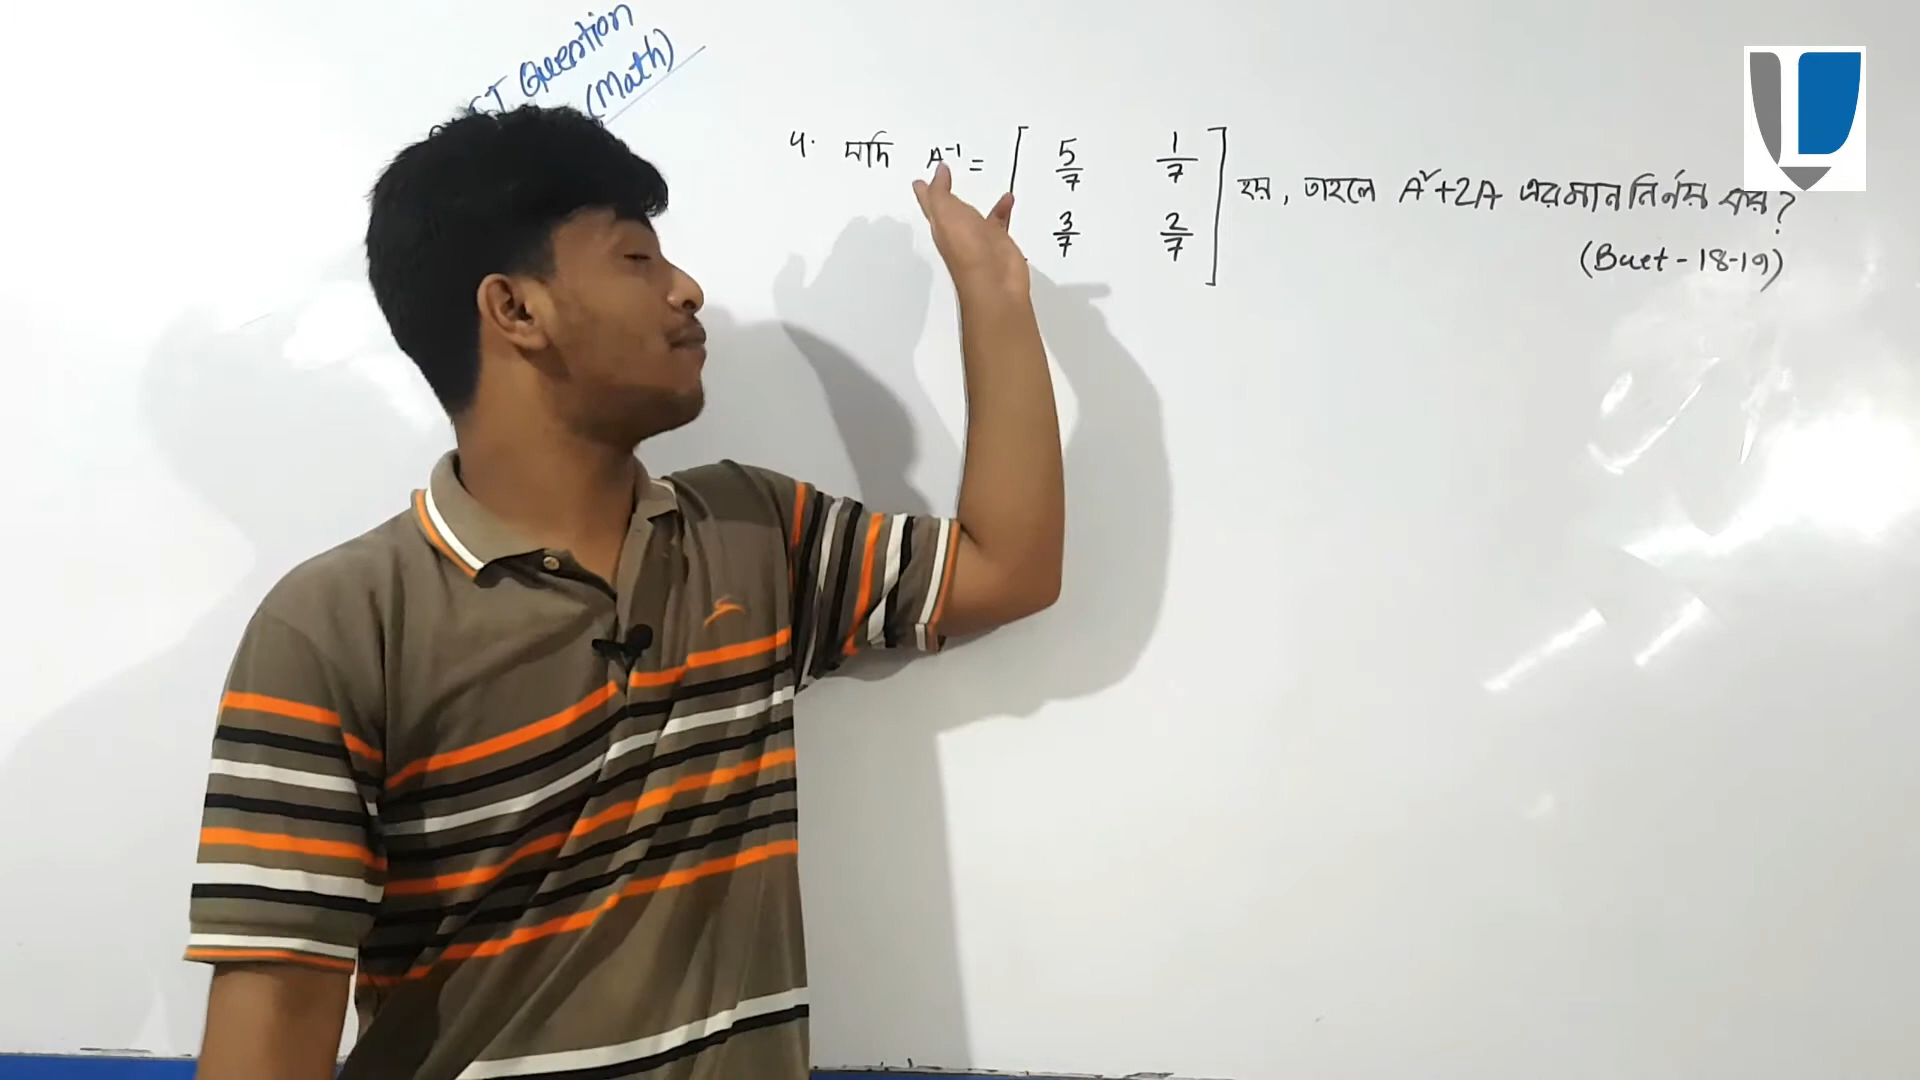 Question
(Math)
4. যদি A⁻¹ = [ 5/7 1/7
3/7 2/7 ] হয়, তাহলে A²+2A এর মান নির্নয় কর?
(Buet - 18-19)